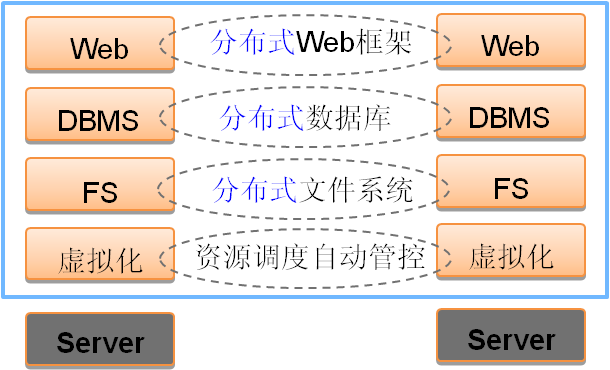 Web 分布式Web框架 Web
DBMS 分布式数据库 DBMS
FS 分布式文件系统 FS
虚拟化 资源调度自动管控 虚拟化
Server Server